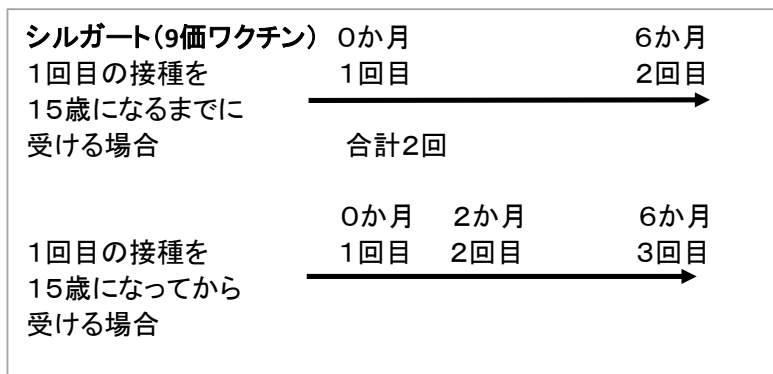 シルガート（9価ワクチン） 0か月 6か月
1回目の接種を 1回目 2回目
15歳になるまでに
受ける場合 合計2回
0か月 2か月 6か月
1回目の接種を 1回目 2回目 3回目
15歳になってから
受ける場合